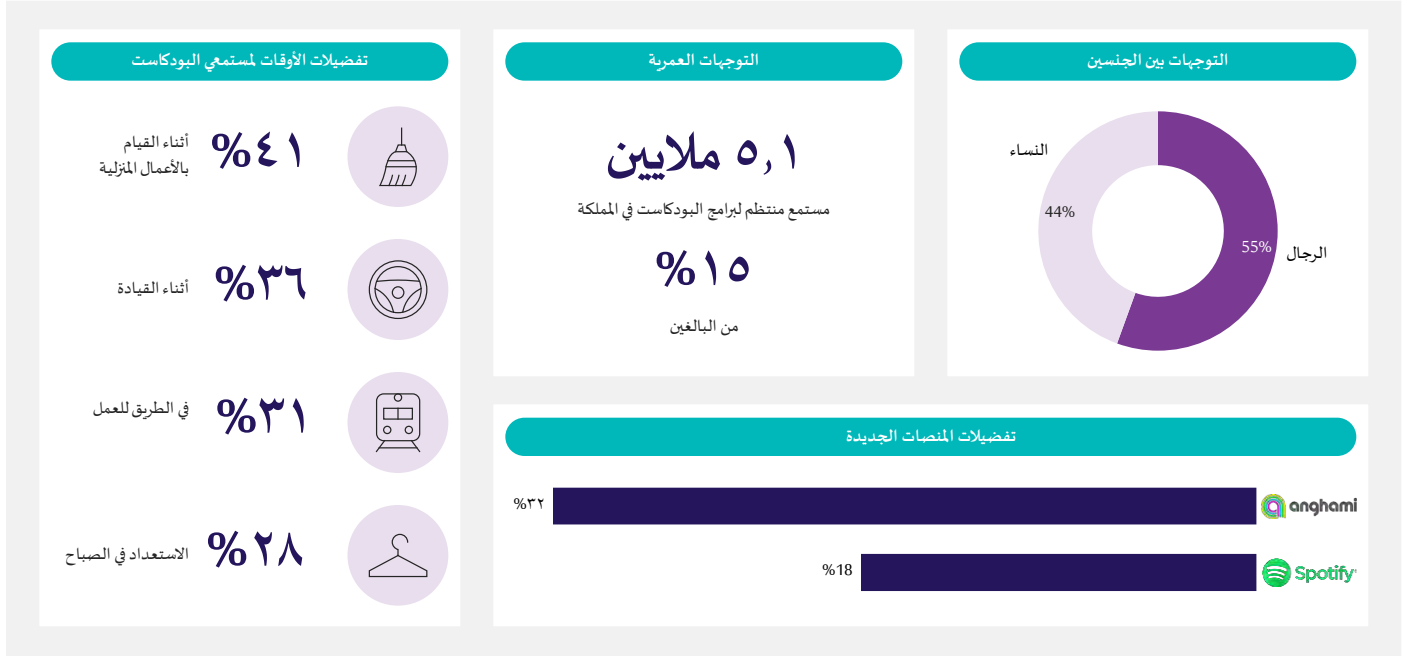 التوجهات بين الجنسين
النساء
44%
55%
الرجال
التوجهات العمرية
٥,١ ملايين
مستمع منتظم لبرامج البودكاست في المملكة
%١٥
من البالغين
تفضيلات الأوقات لمستمعي البودكاست
%٤١
أثناء القيام
بالأعمال المنزلية
%٣٦
أثناء القيادة
%٣١
في الطريق للعمل
%٢٨
الاستعداد في الصباح
تفضيلات المنصات الجديدة
anghami
%٣٢
Spotify
%18